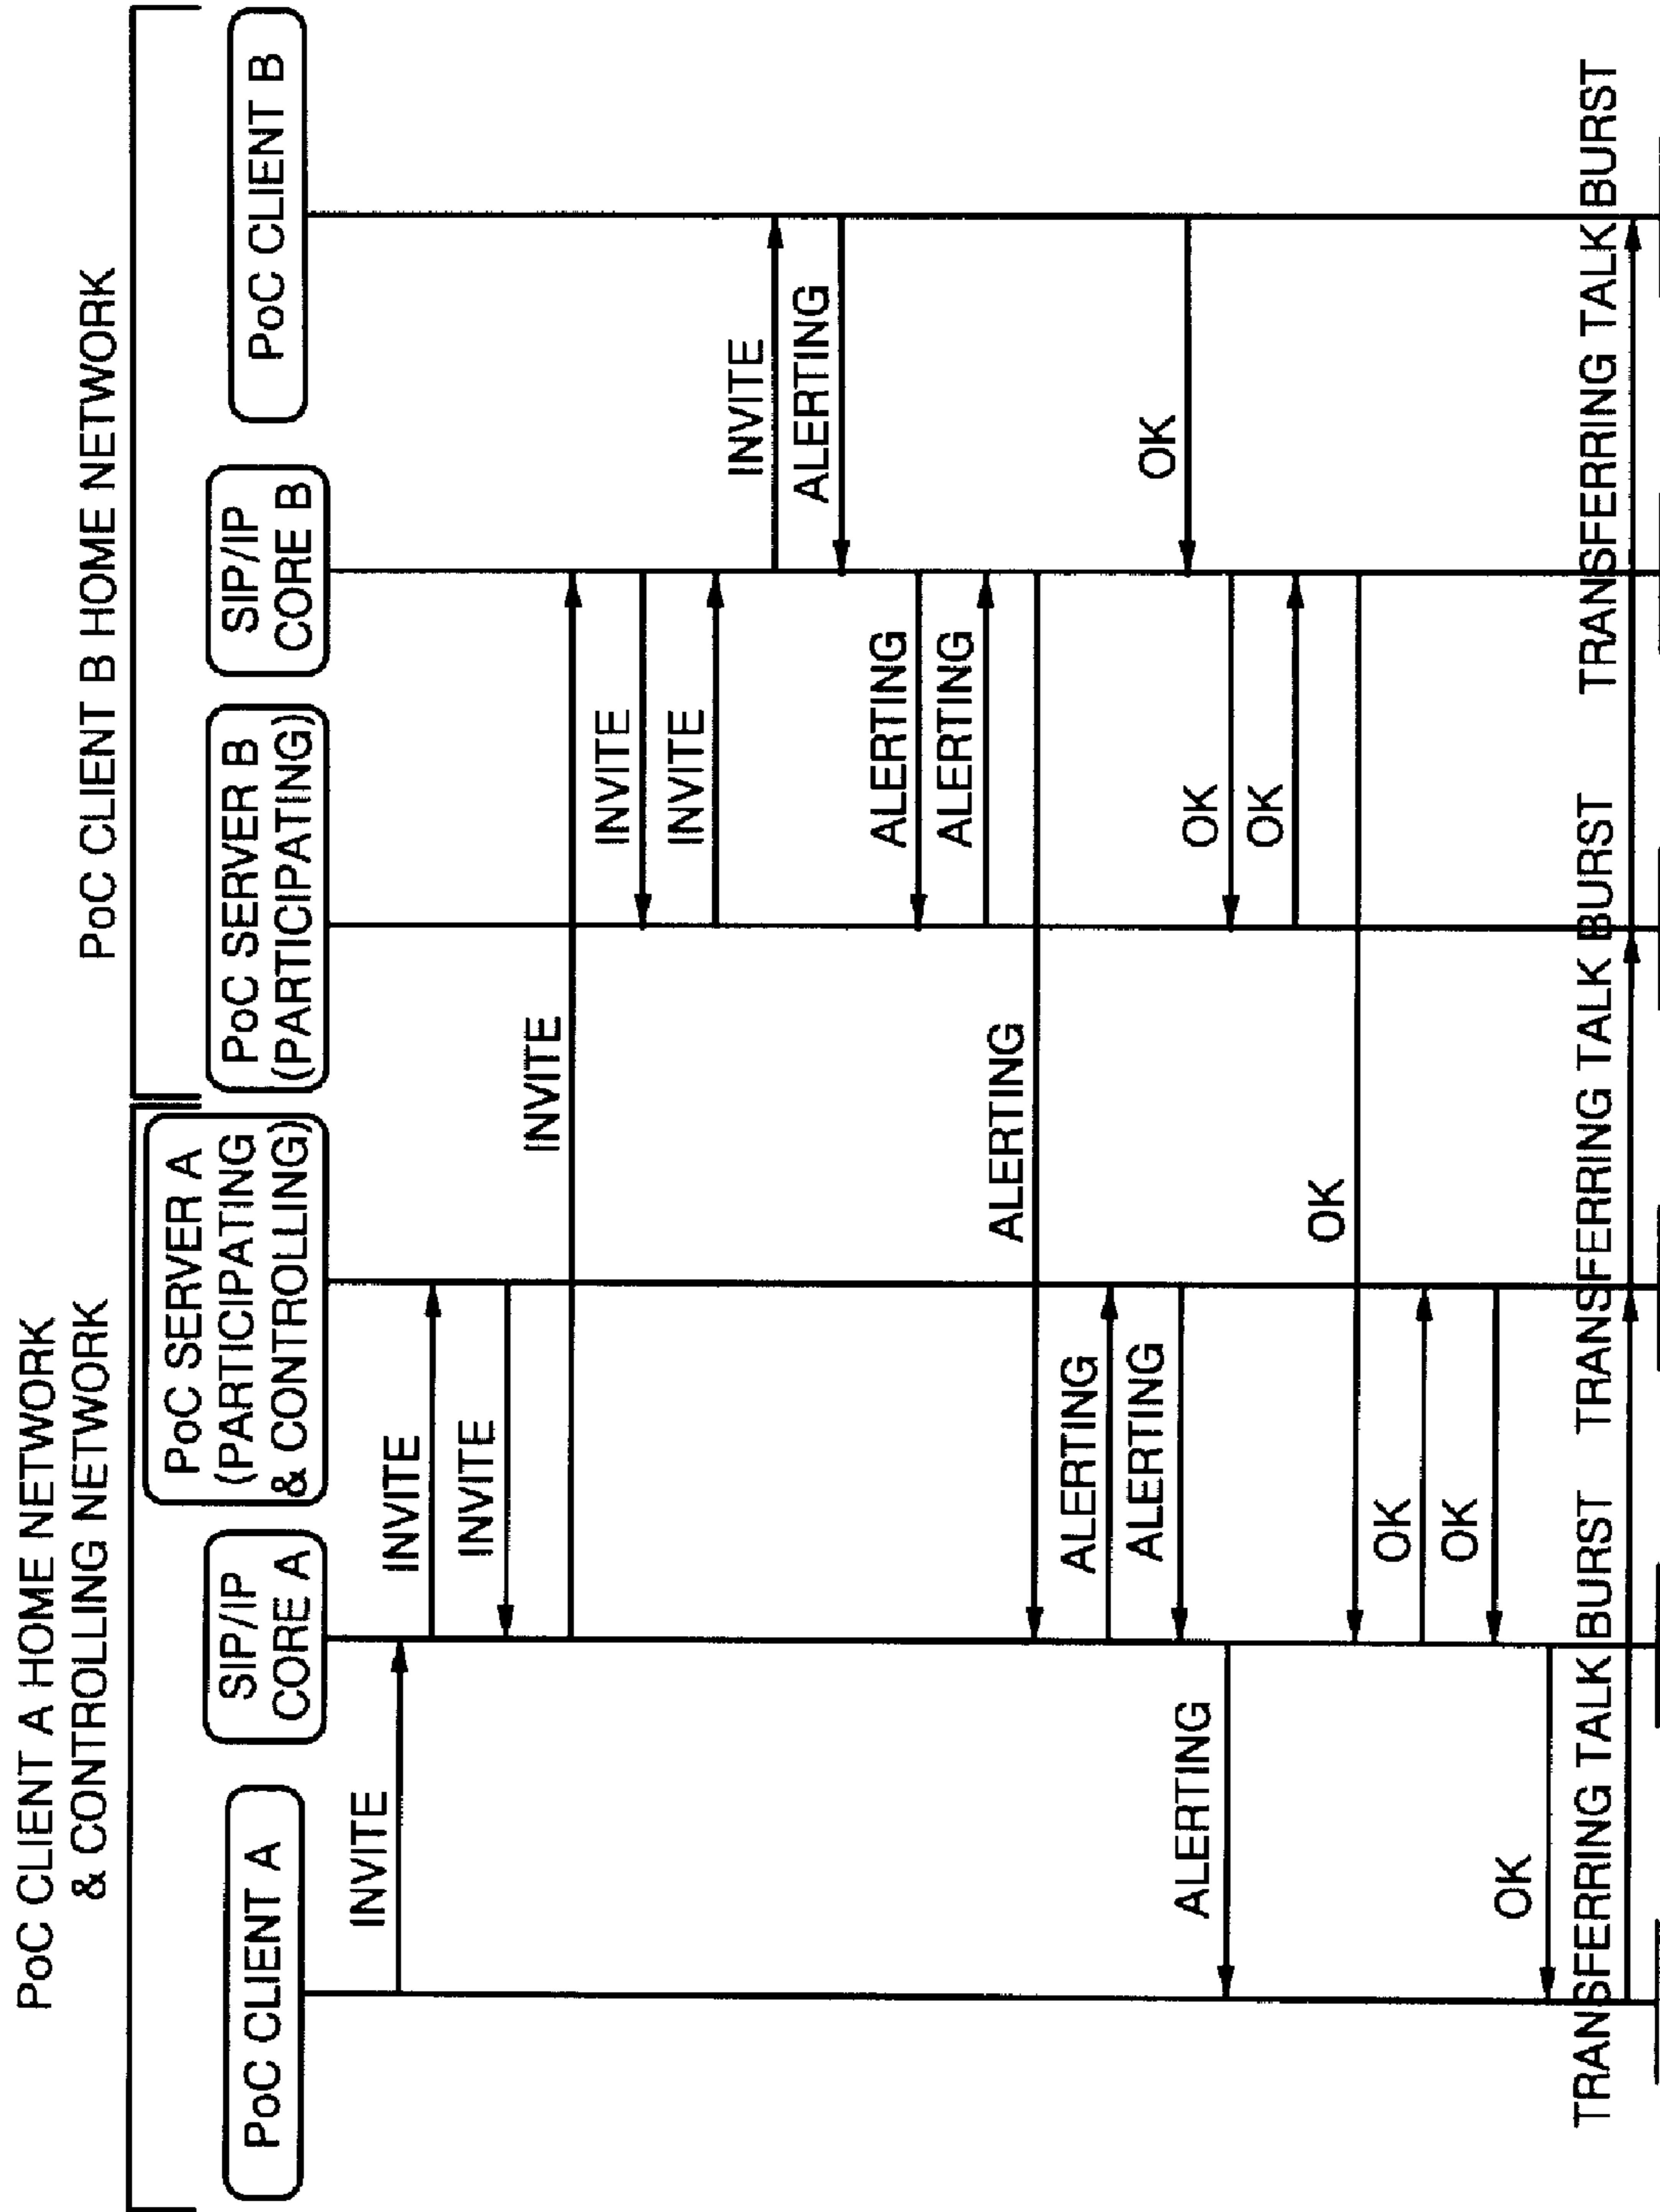 PoC CLIENT A HOME NETWORK
& CONTROLLING NETWORK
PoC CLIENT B HOME NETWORK
PoC CLIENT A
SIP/IP
CORE A
PoC SERVER A
(PARTICIPATING
& CONTROLLING)
PoC SERVER B
(PARTICIPATING)
SIP/IP
CORE B
PoC CLIENT B
INVITE
INVITE
INVITE
INVITE
INVITE
INVITE
INVITE
ALERTING
ALERTING
ALERTING
ALERTING
ALERTING
ALERTING
ALERTING
OK
OK
OK
OK
OK
OK
OK
TRANSFERRING TALK BURST
TRANSFERRING TALK BURST
TRANSFERRING TALK BURST